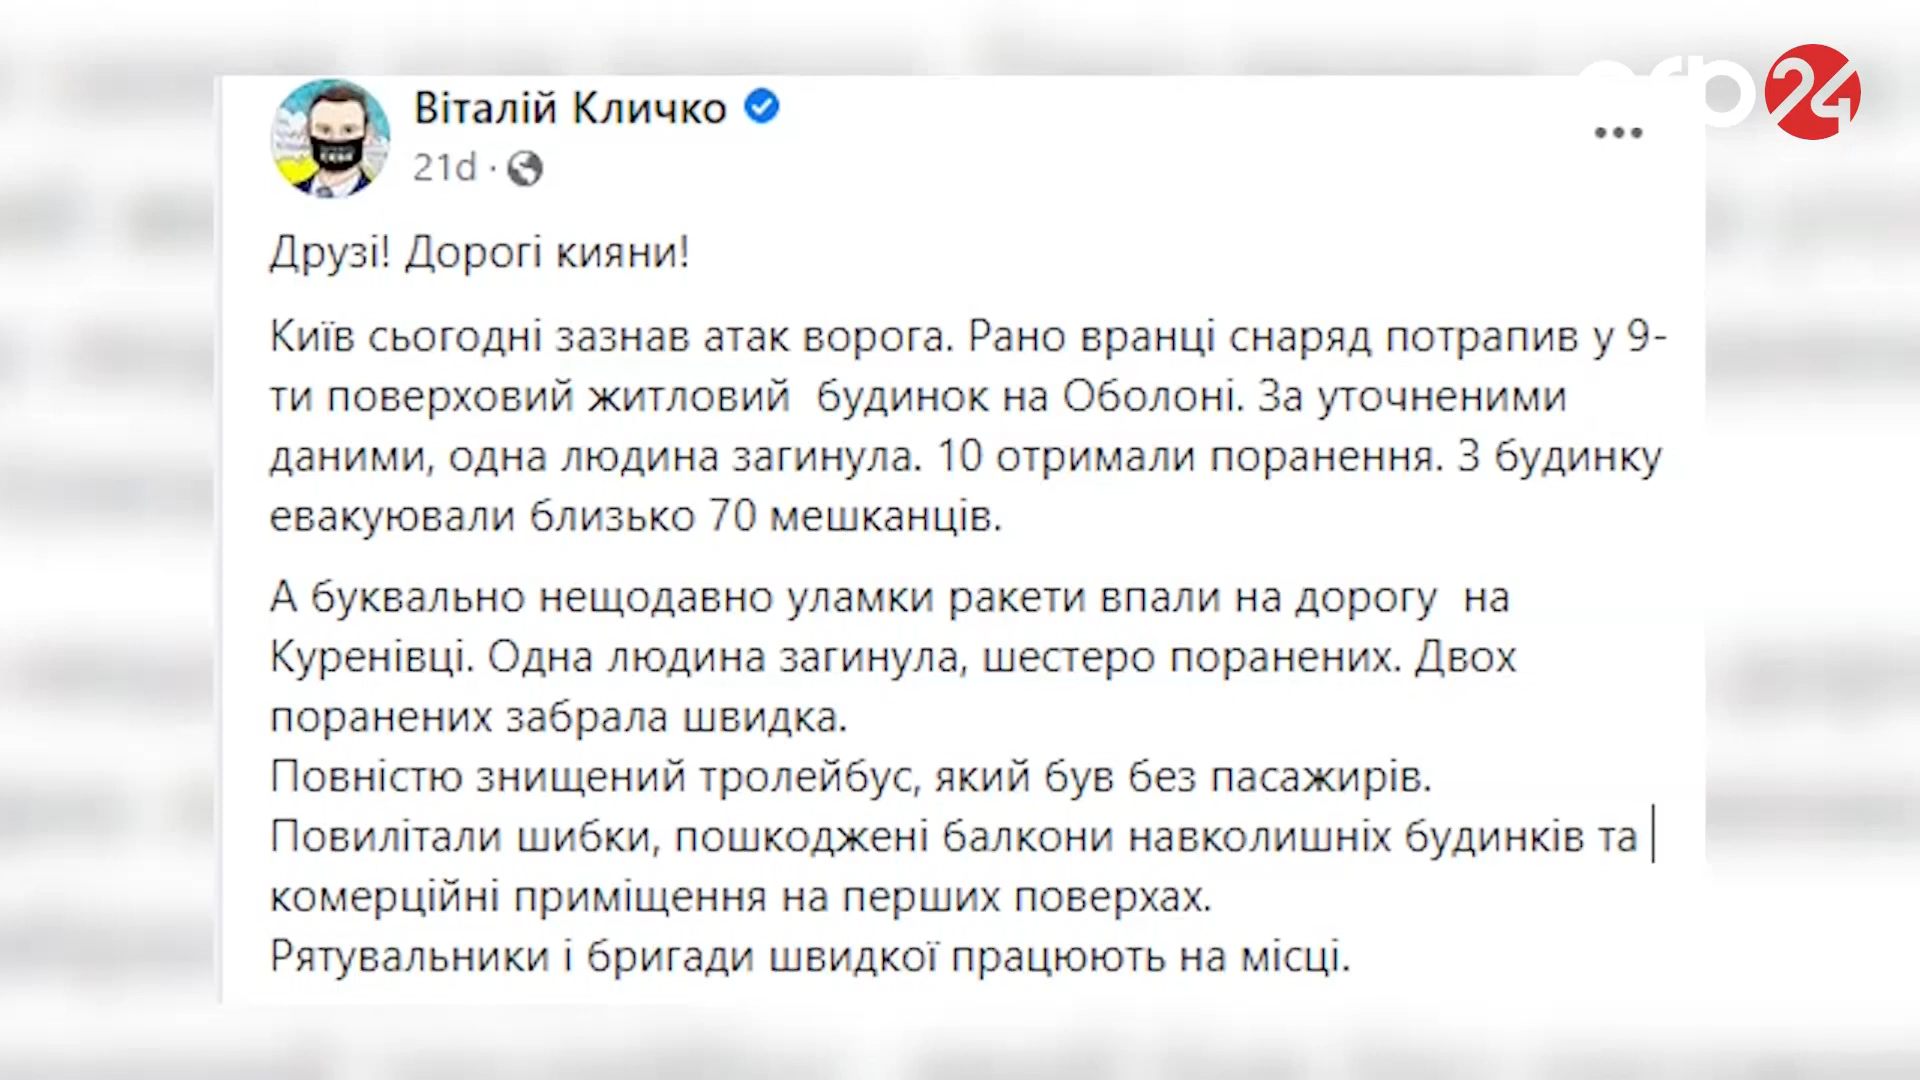 Віталій Кличко
21d ·
Друзі! Дорогі кияни!
Київ сьогодні зазнав атак ворога. Рано вранці снаряд потрапив у 9-
ти поверховий житловий будинок на Оболоні. За уточненими
даними, одна людина загинула. 10 отримали поранення. З будинку
евакуювали близько 70 мешканців.
А буквально нещодавно уламки ракети впали на дорогу на
Куренівці. Одна людина загинула, шестеро поранених. Двох
поранених забрала швидка.
Повністю знищений тролейбус, який був без пасажирів.
Повилітали шибки, пошкоджені балкони навколишніх будинків та
комерційні приміщення на перших поверхах.
Рятувальники і бригади швидкої працюють на місці.
24